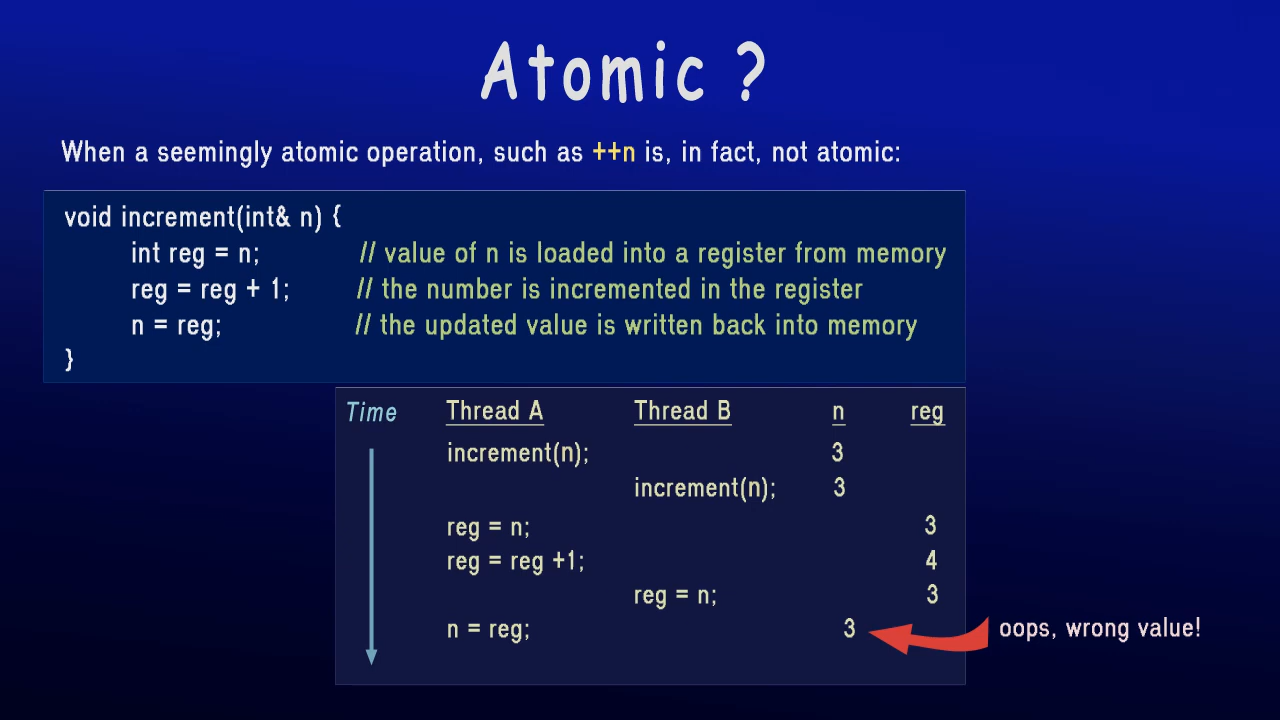 Atomic ?
When a seemingly atomic operation, such as ++n is, in fact, not atomic:
void increment(int& n) {
int reg = n; // value of n is loaded into a register from memory
reg = reg + 1; // the number is incremented in the register
n = reg; // the updated value is written back into memory
}
Time Thread A Thread B n reg
increment(n); 3
increment(n); 3
reg = n; 3
reg = reg +1; 4
reg = n; 3
n = reg; 3 oops, wrong value!